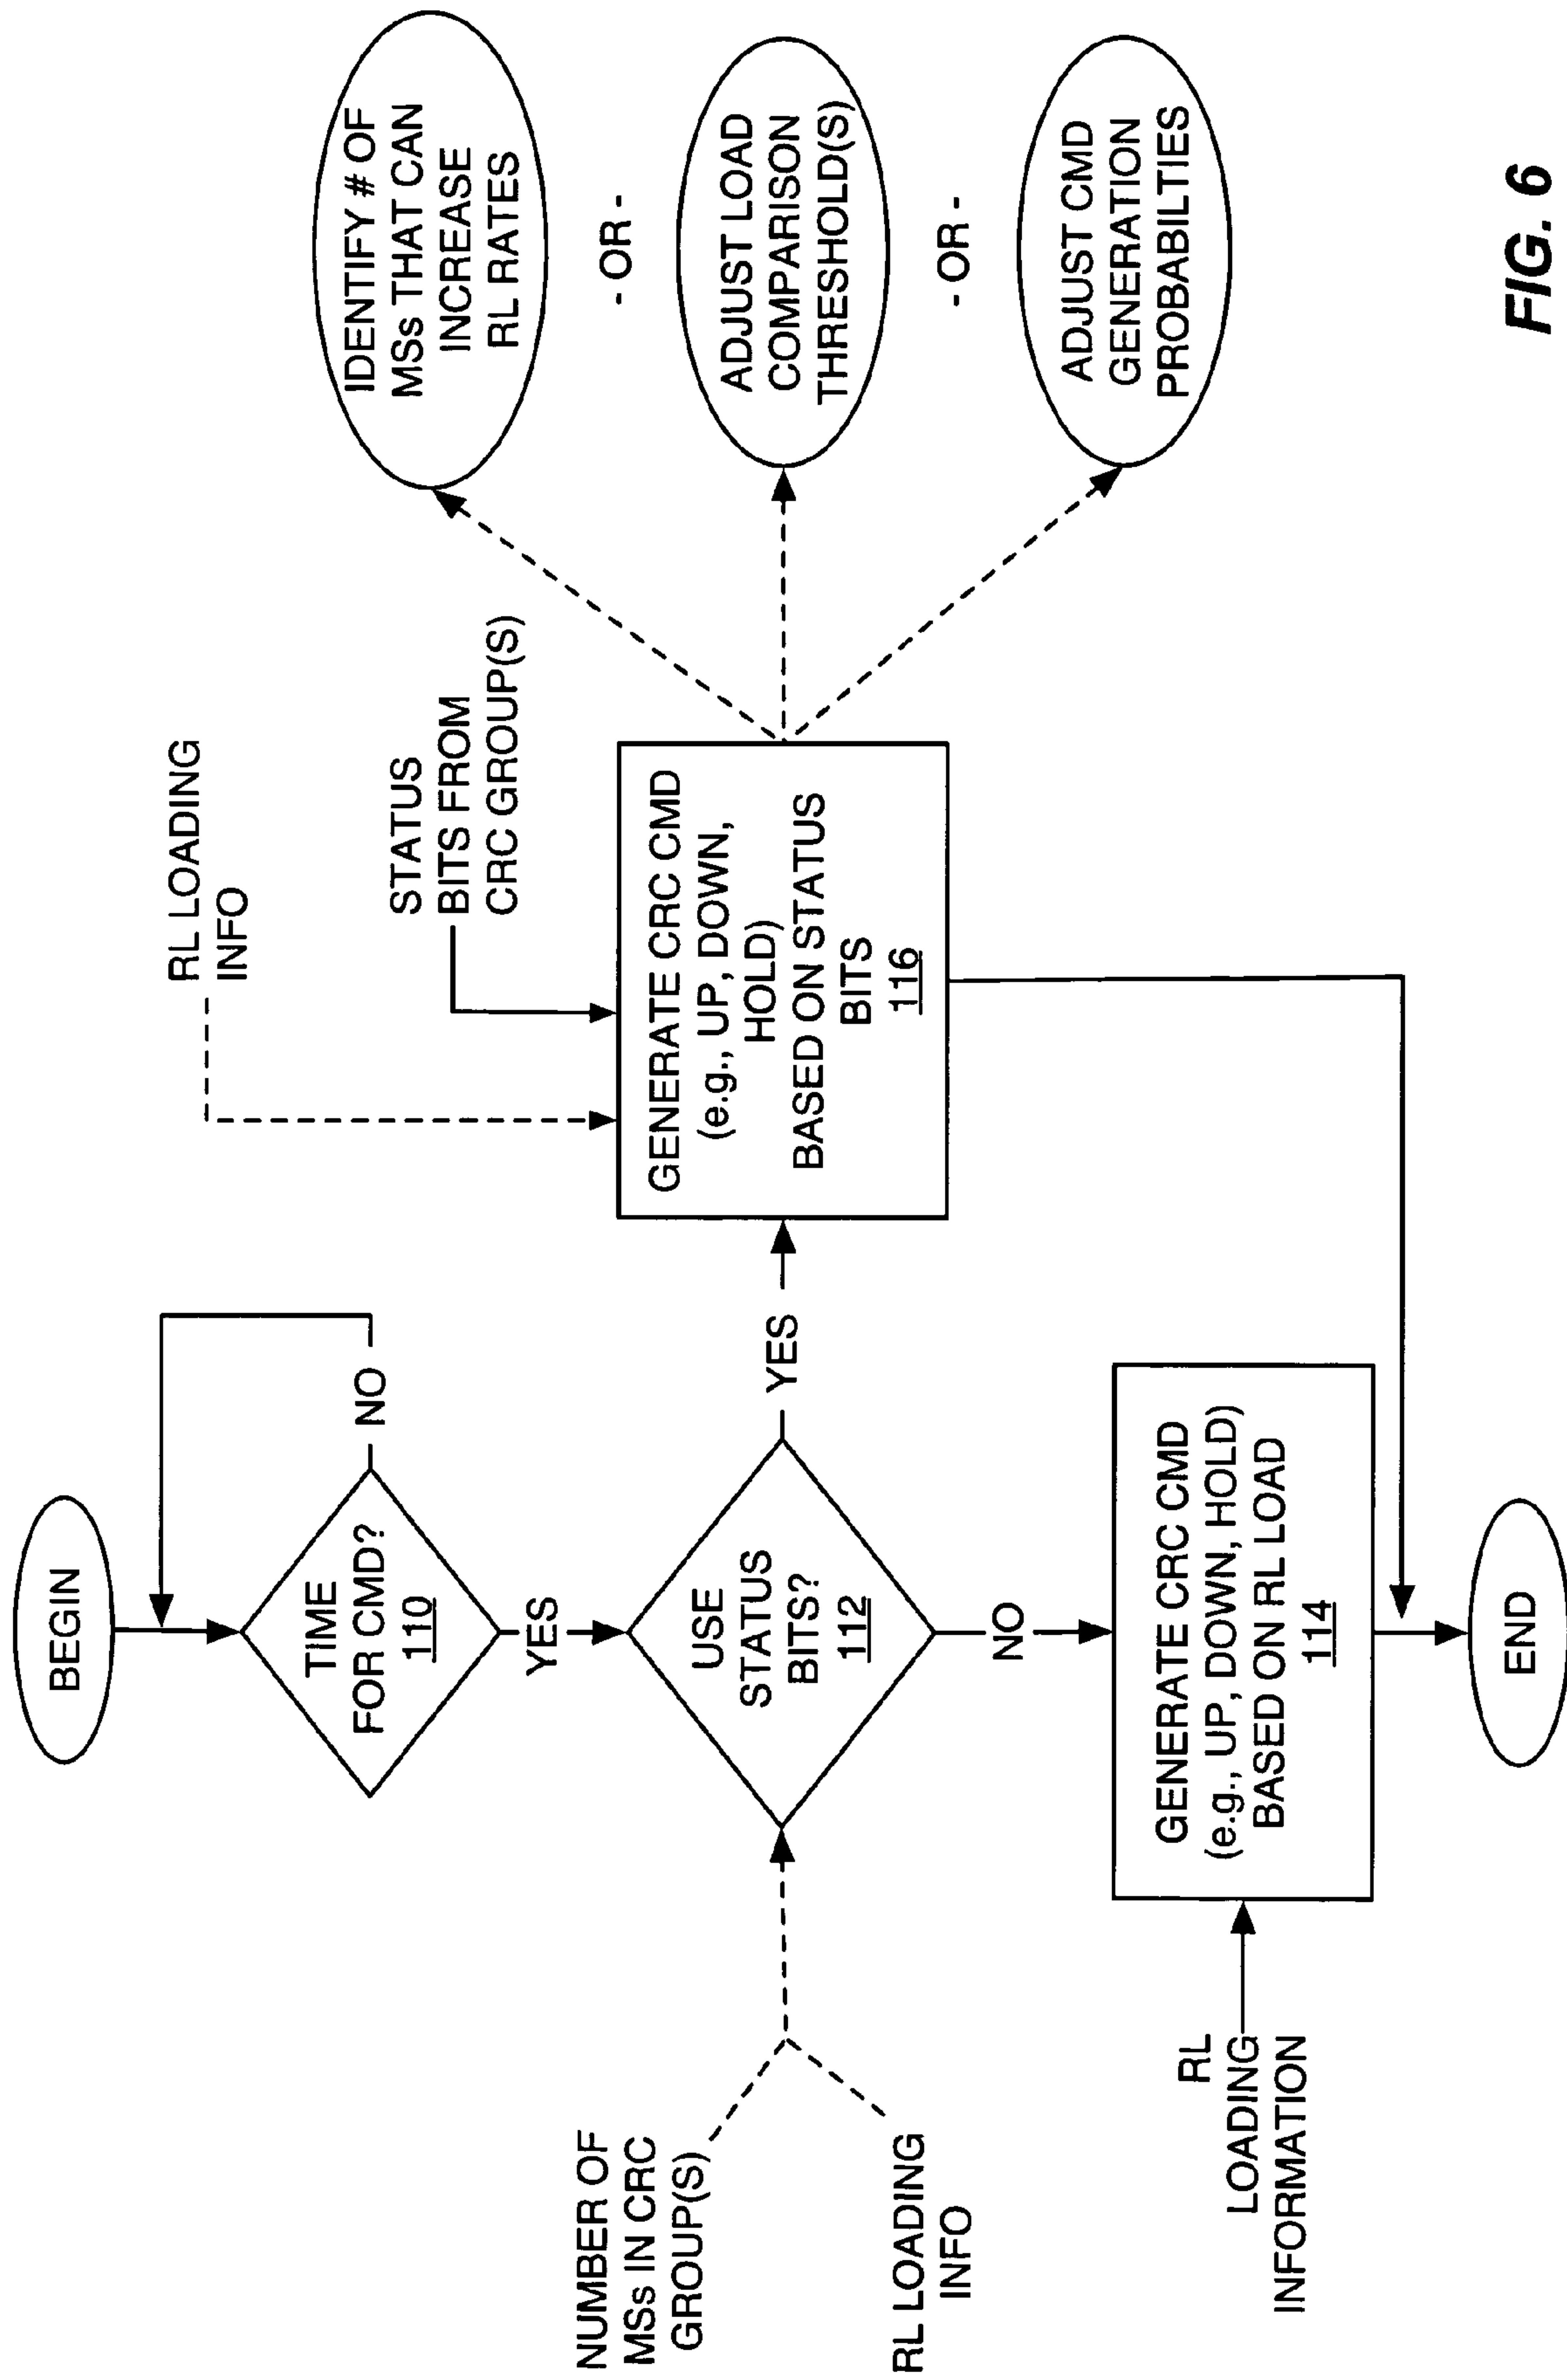 BEGIN
TIME
FOR CMD?
110
NO
YES
NUMBER OF
MSs IN CRC
GROUP(S)
RL LOADING
INFO
USE
STATUS
BITS?
112
YES
NO
RL
LOADING
INFORMATION
GENERATE CRC CMD
(e.g., UP, DOWN, HOLD)
BASED ON RL LOAD
114
END
RL LOADING
INFO
STATUS
BITS FROM
CRC GROUP(S)
GENERATE CRC CMD
(e.g., UP, DOWN,
HOLD)
BASED ON STATUS
BITS
116
IDENTIFY # OF
MSs THAT CAN
INCREASE
RL RATES
- OR -
ADJUST LOAD
COMPARISON
THRESHOLD(S)
- OR -
ADJUST CMD
GENERATION
PROBABILTIES
FIG. 6